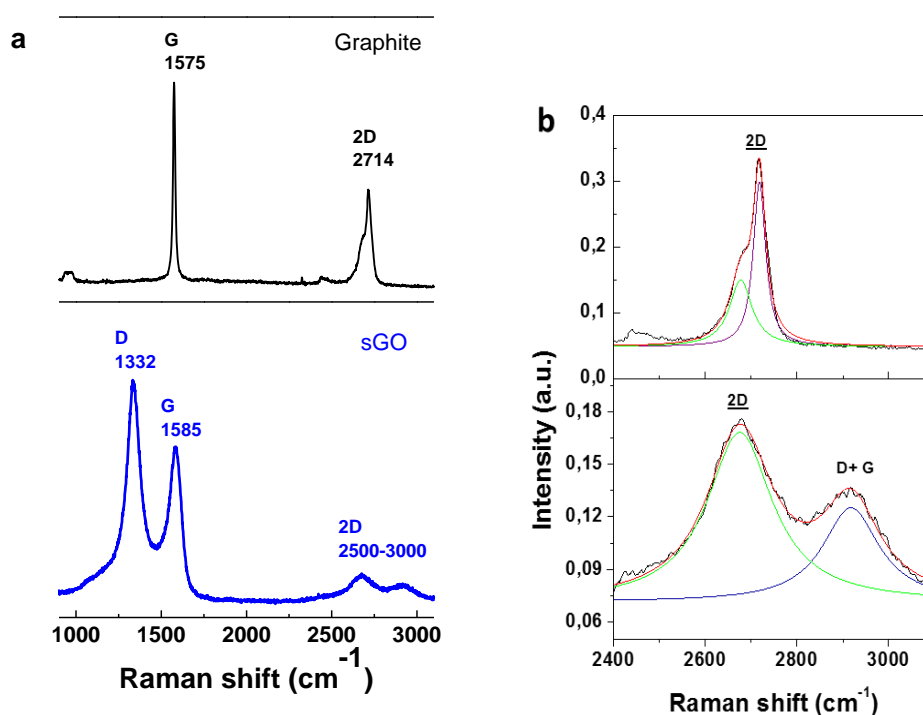 a
Graphite
G
1575
2D
2714
sGO
D
1332
G
1585
2D
2500-3000
1000 1500 2000 2500 3000
Raman shift (cm-1)
b
0,4
0,3
0,2
0,1
0,0
2D
0,18
0,15
0,12
0,09
0,06
2D
D+ G
Intensity (a.u.)
2400 2600 2800 3000
Raman shift (cm-1)